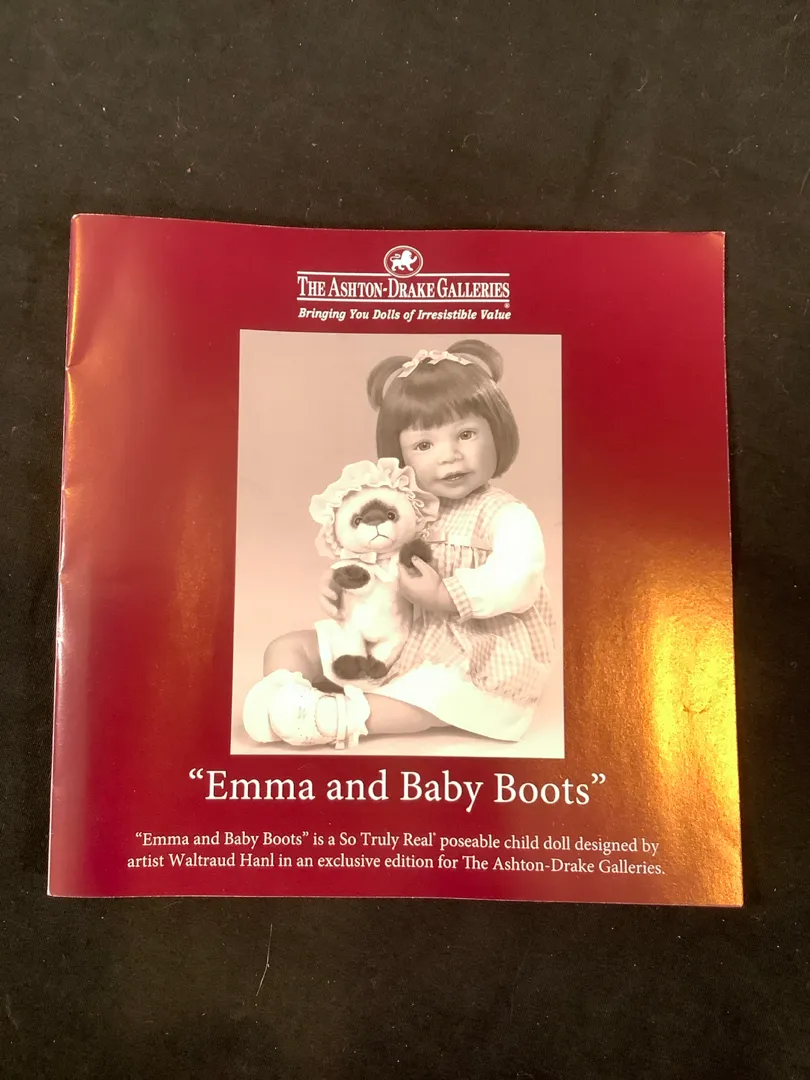 THE ASHTON-DRAKE GALLERIES
®
Bringing You Dolls of Irresistible Value
“Emma and Baby Boots”
“Emma and Baby Boots” is a So Truly Real® poseable child doll designed by
artist Waltraud Hanl in an exclusive edition for The Ashton-Drake Galleries.